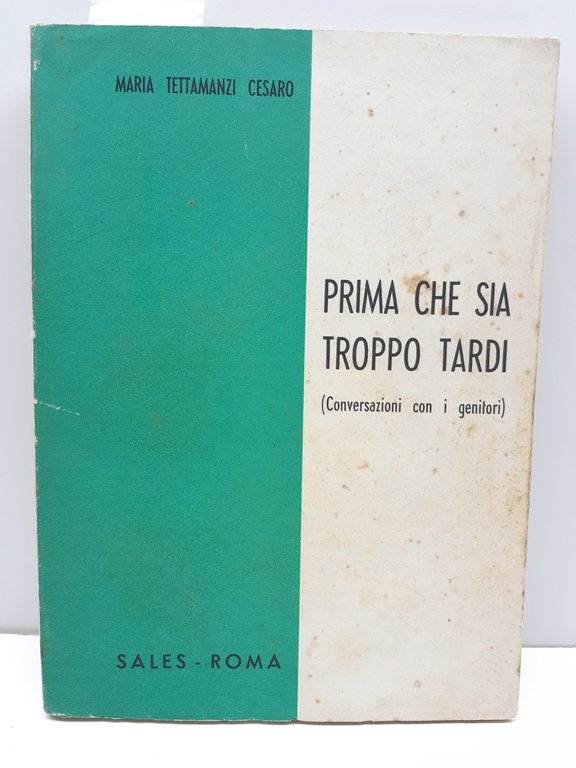 MARIA TETTAMANZI CESARO
PRIMA CHE SIA
TROPPO TARDI
(Conversazioni con i genitori)
SALES - ROMA